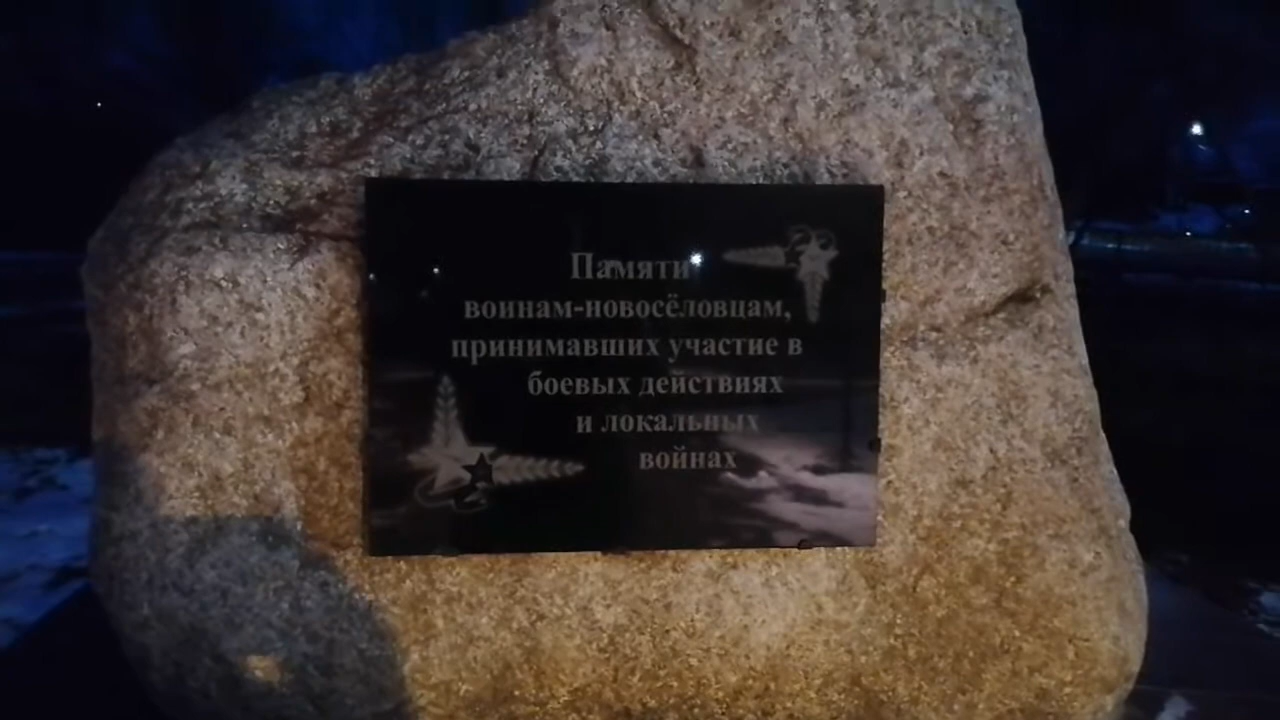 Памяти
воинам-новосёловцам,
принимавших участие в
боевых действиях
и локальных
войнах